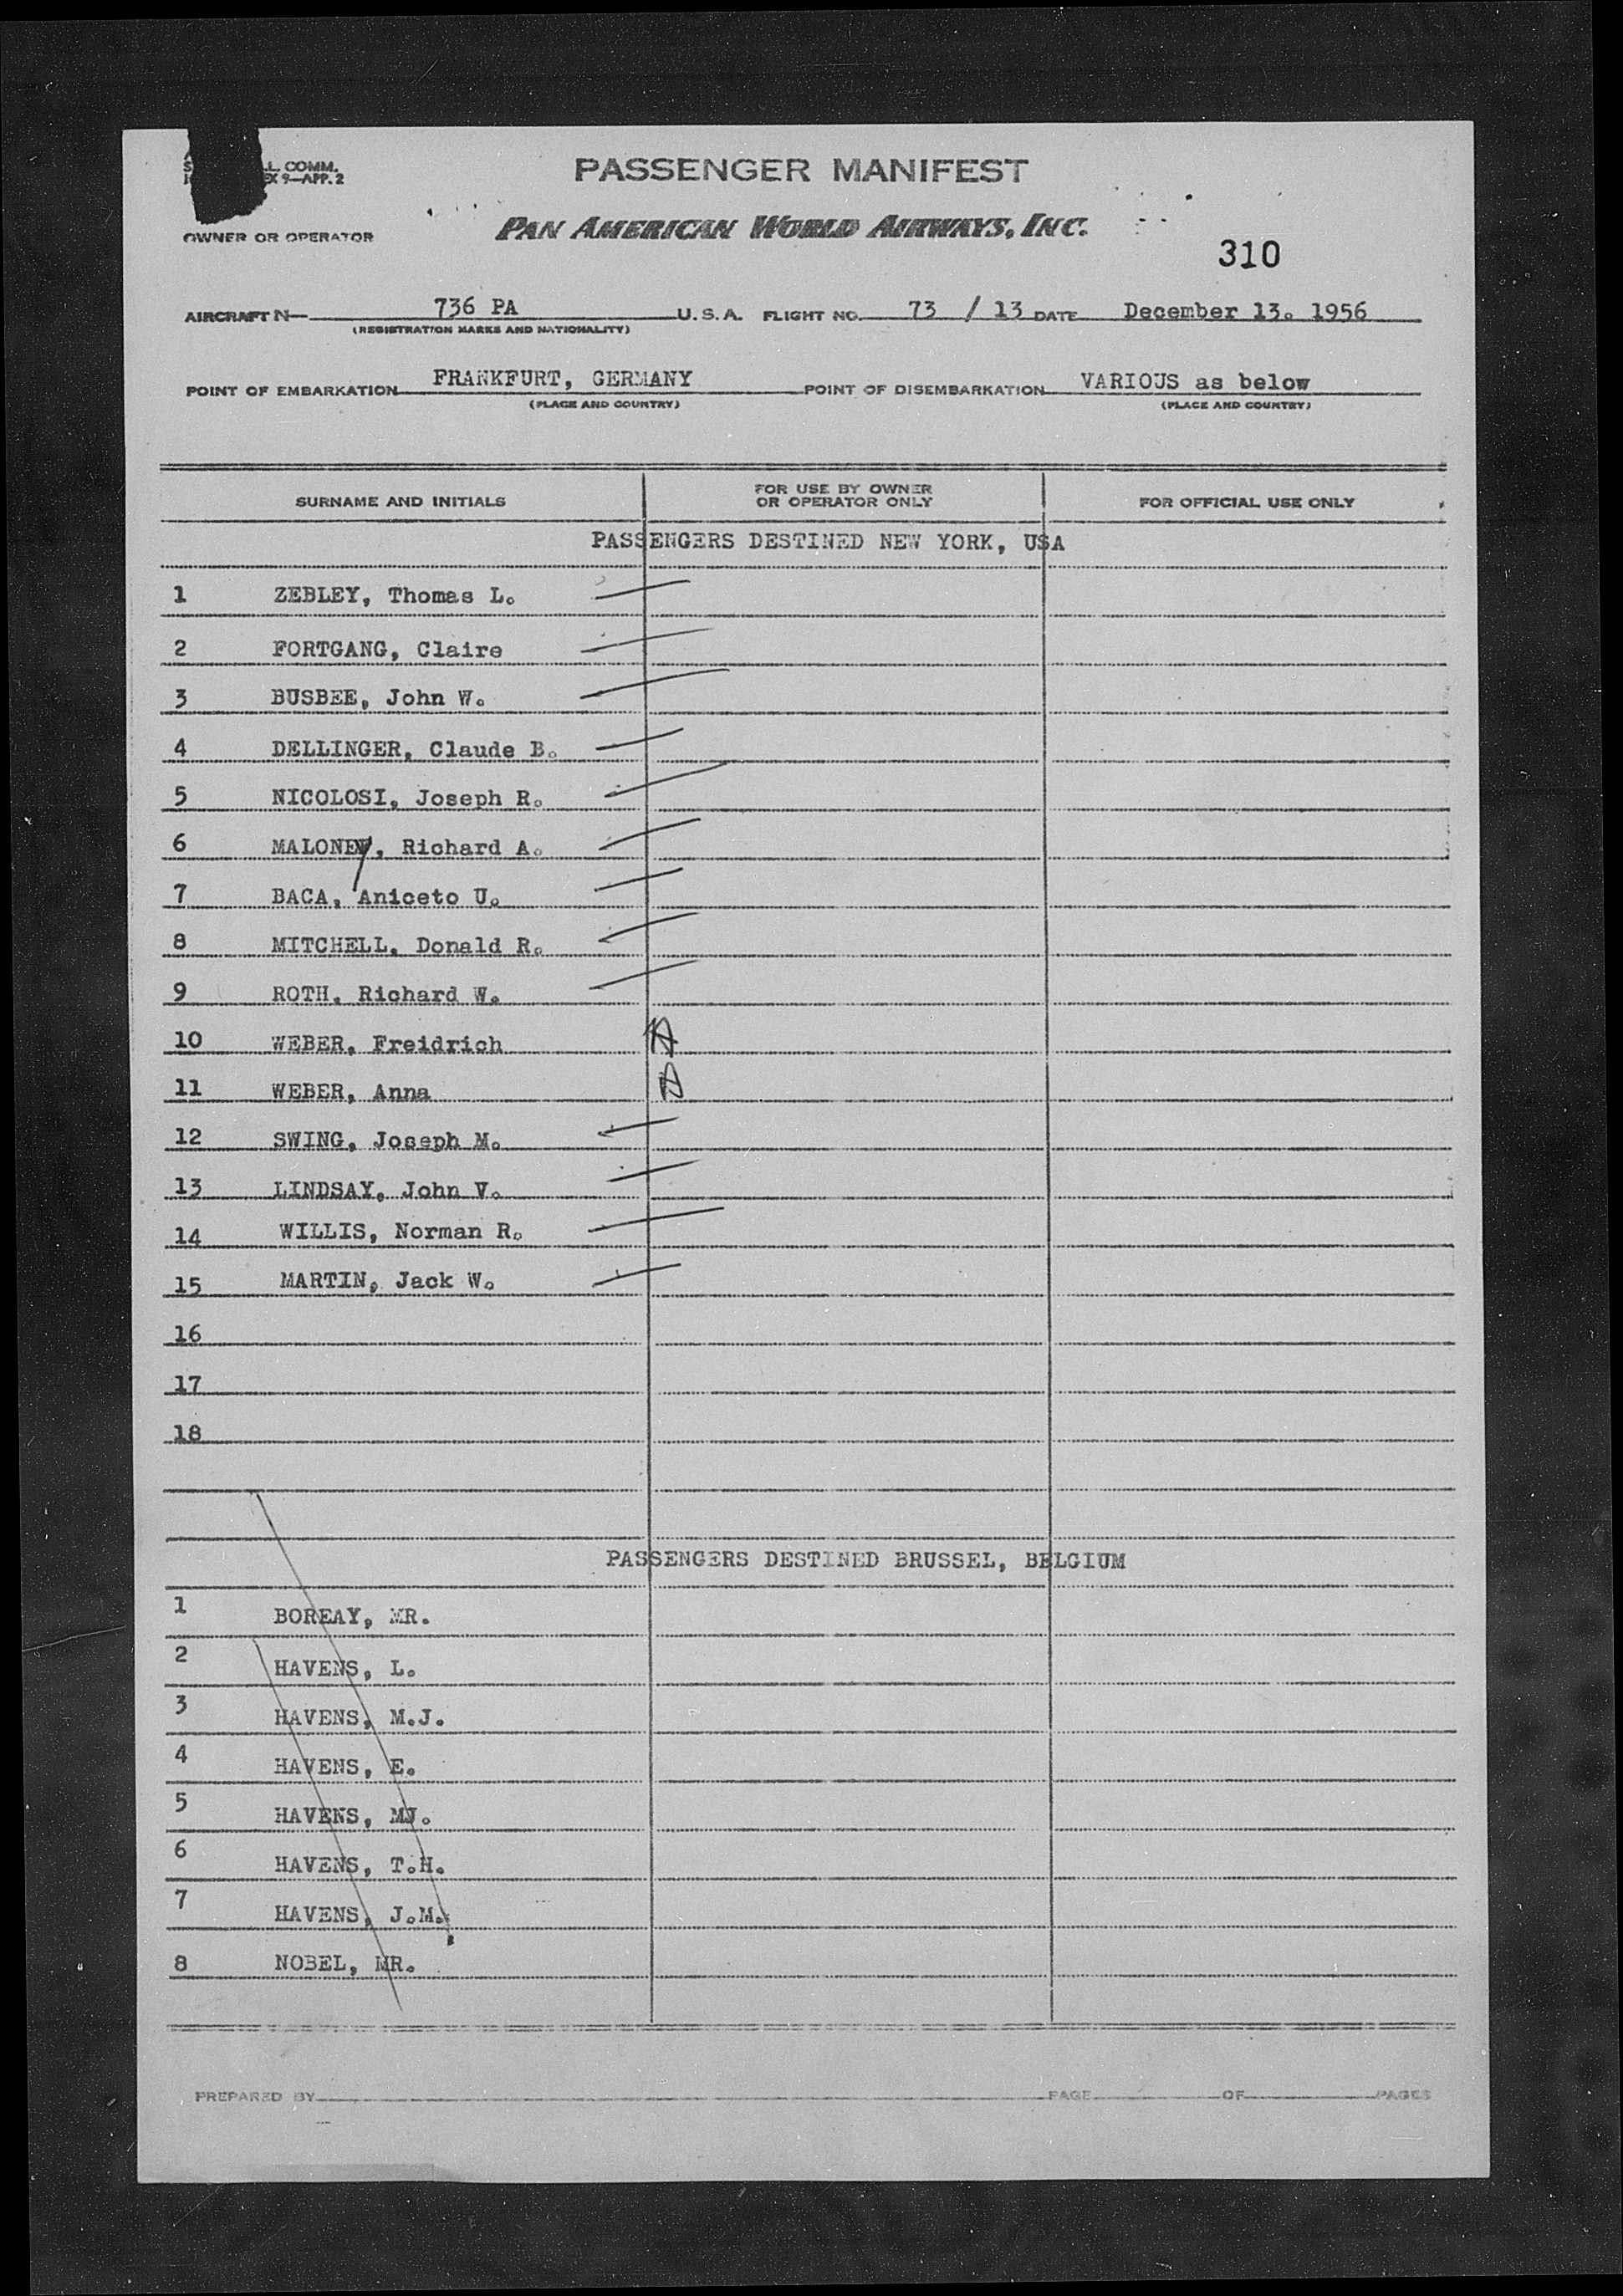 L. COMM.
EX 9—APP. 2
PASSENGER MANIFEST
OWNER OR OPERATOR
PAN AMERICAN WORLD AIRWAYS, INC.
310
AIRCRAFT N— 736 PA U.S.A. FLIGHT NO. 73 / 13 DATE December 13. 1956
(REGISTRATION MARKS AND NATIONALITY)
POINT OF EMBARKATION FRANKFURT, GERMANY POINT OF DISEMBARKATION VARIOUS as below
(PLACE AND COUNTRY) (PLACE AND COUNTRY)
SURNAME AND INITIALS FOR USE BY OWNER OR OPERATOR ONLY FOR OFFICIAL USE ONLY
PASSENGERS DESTINED NEW YORK, USA
1 ZEBLEY, Thomas L.
2 FORTGANG, Claire
3 BUSBEE, John W.
4 DELLINGER, Claude B.
5 NICOLOSI, Joseph R.
6 MALONEY, Richard A.
7 BACA, Aniceto U.
8 MITCHELL, Donald R.
9 ROTH, Richard W.
10 WEBER, Freidrich
11 WEBER, Anna
12 SWING, Joseph M.
13 LINDSAY, John V.
14 WILLIS, Norman R.
15 MARTIN, Jack W.
16
17
18
PASSENGERS DESTINED BRUSSEL, BELGIUM
1 BOREAY, MR.
2 HAVENS, L.
3 HAVENS, M.J.
4 HAVENS, E.
5 HAVENS, MJ.
6 HAVENS, T.H.
7 HAVENS, J.M.
8 NOBEL, MR.
PREPARED BY PAGE OF PAGES